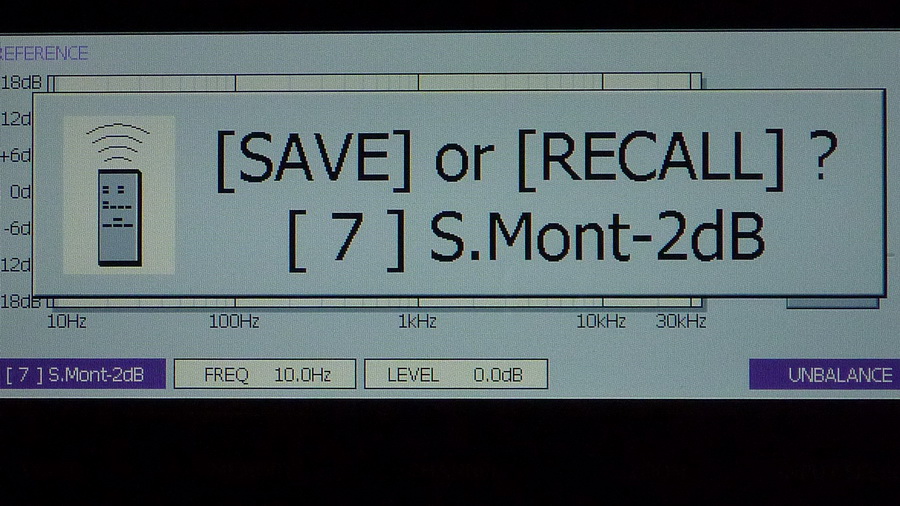 EFERENCE
18dB
12d
+6d
0d
-6d
12d
18dB
[SAVE] or [RECALL] ?
[ 7 ] S.Mont-2dB
10Hz 100Hz 1kHz 10kHz 30kHz
[ 7 ] S.Mont-2dB FREQ 10.0Hz LEVEL 0.0dB UNBALANCE